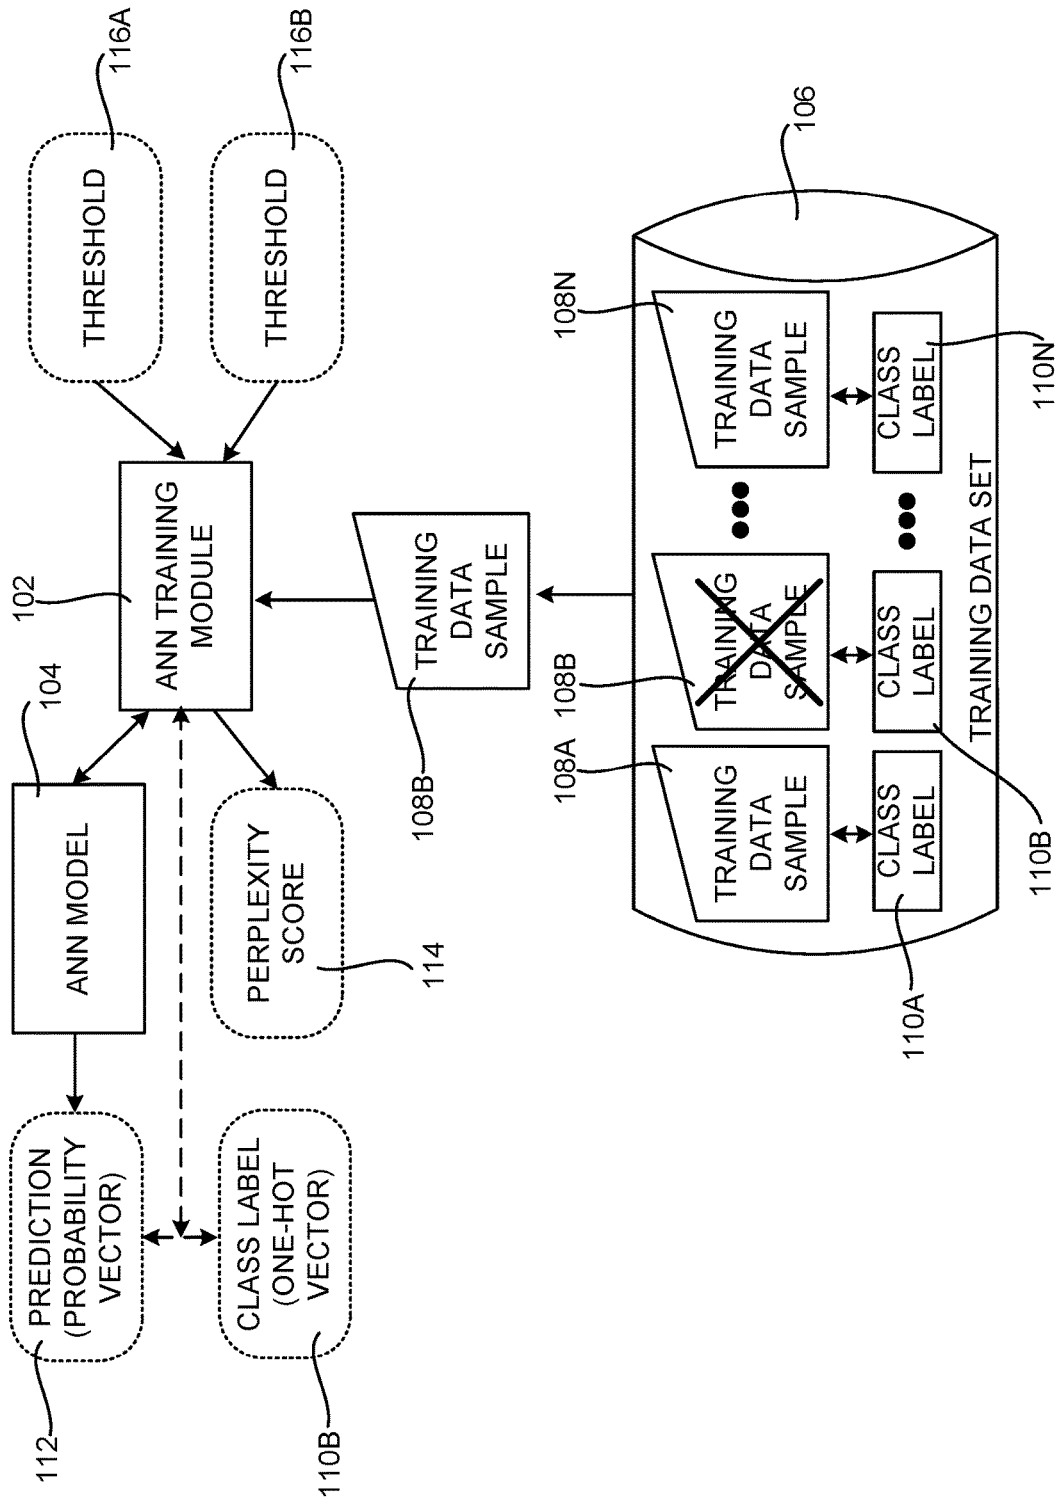 112
PREDICTION
(PROBABILITY
VECTOR)
ANN MODEL
104
110B
CLASS LABEL
(ONE-HOT
VECTOR)
PERPLEXITY
SCORE
114
102
ANN TRAINING
MODULE
THRESHOLD
116A
THRESHOLD
116B
108B
TRAINING
DATA
SAMPLE
108A
TRAINING
DATA
SAMPLE
108B
TRAINING
DATA
SAMPLE
108N
TRAINING
DATA
SAMPLE
106
CLASS
LABEL
CLASS
LABEL
CLASS
LABEL
110A
110B
110N
TRAINING DATA SET